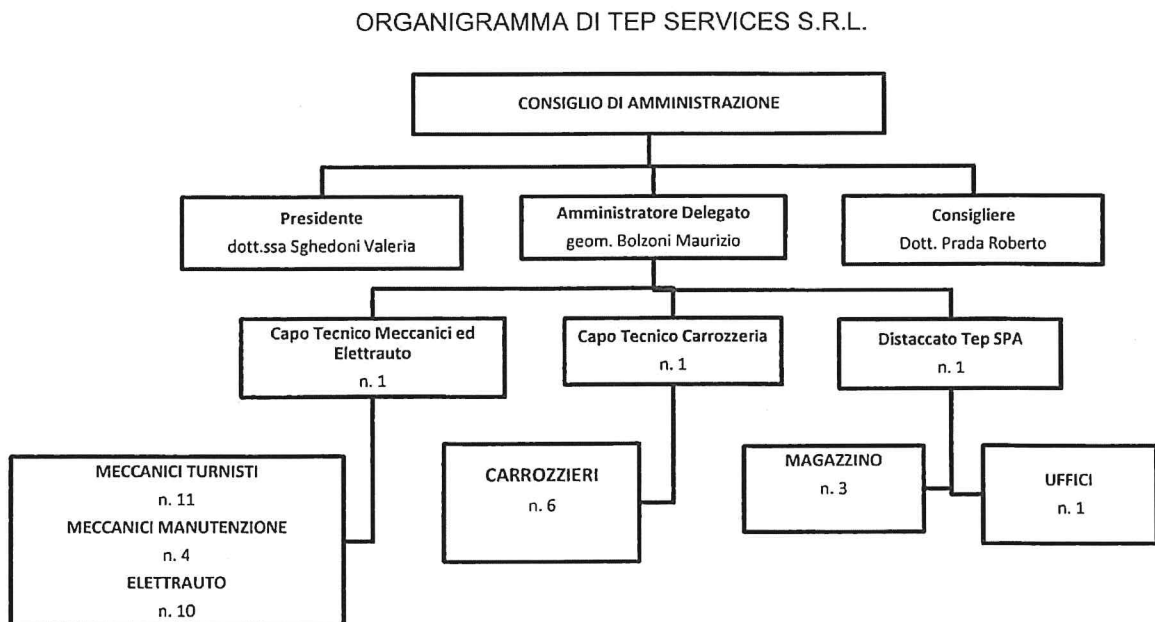 ORGANIGRAMMA DI TEP SERVICES S.R.L.
CONSIGLIO DI AMMINISTRAZIONE
Presidente
dott.ssa Sghedoni Valeria
Amministratore Delegato
geom. Bolzoni Maurizio
Consigliere
Dott. Prada Roberto
Capo Tecnico Meccanici ed
Elettrauto
n. 1
Capo Tecnico Carrozzeria
n. 1
Distaccato Tep SPA
n. 1
MECCANICI TURNISTI
n. 11
MECCANICI MANUTENZIONE
n. 4
ELETTRAUTO
n. 10
CARROZZIERI
n. 6
MAGAZZINO
n. 3
UFFICI
n. 1